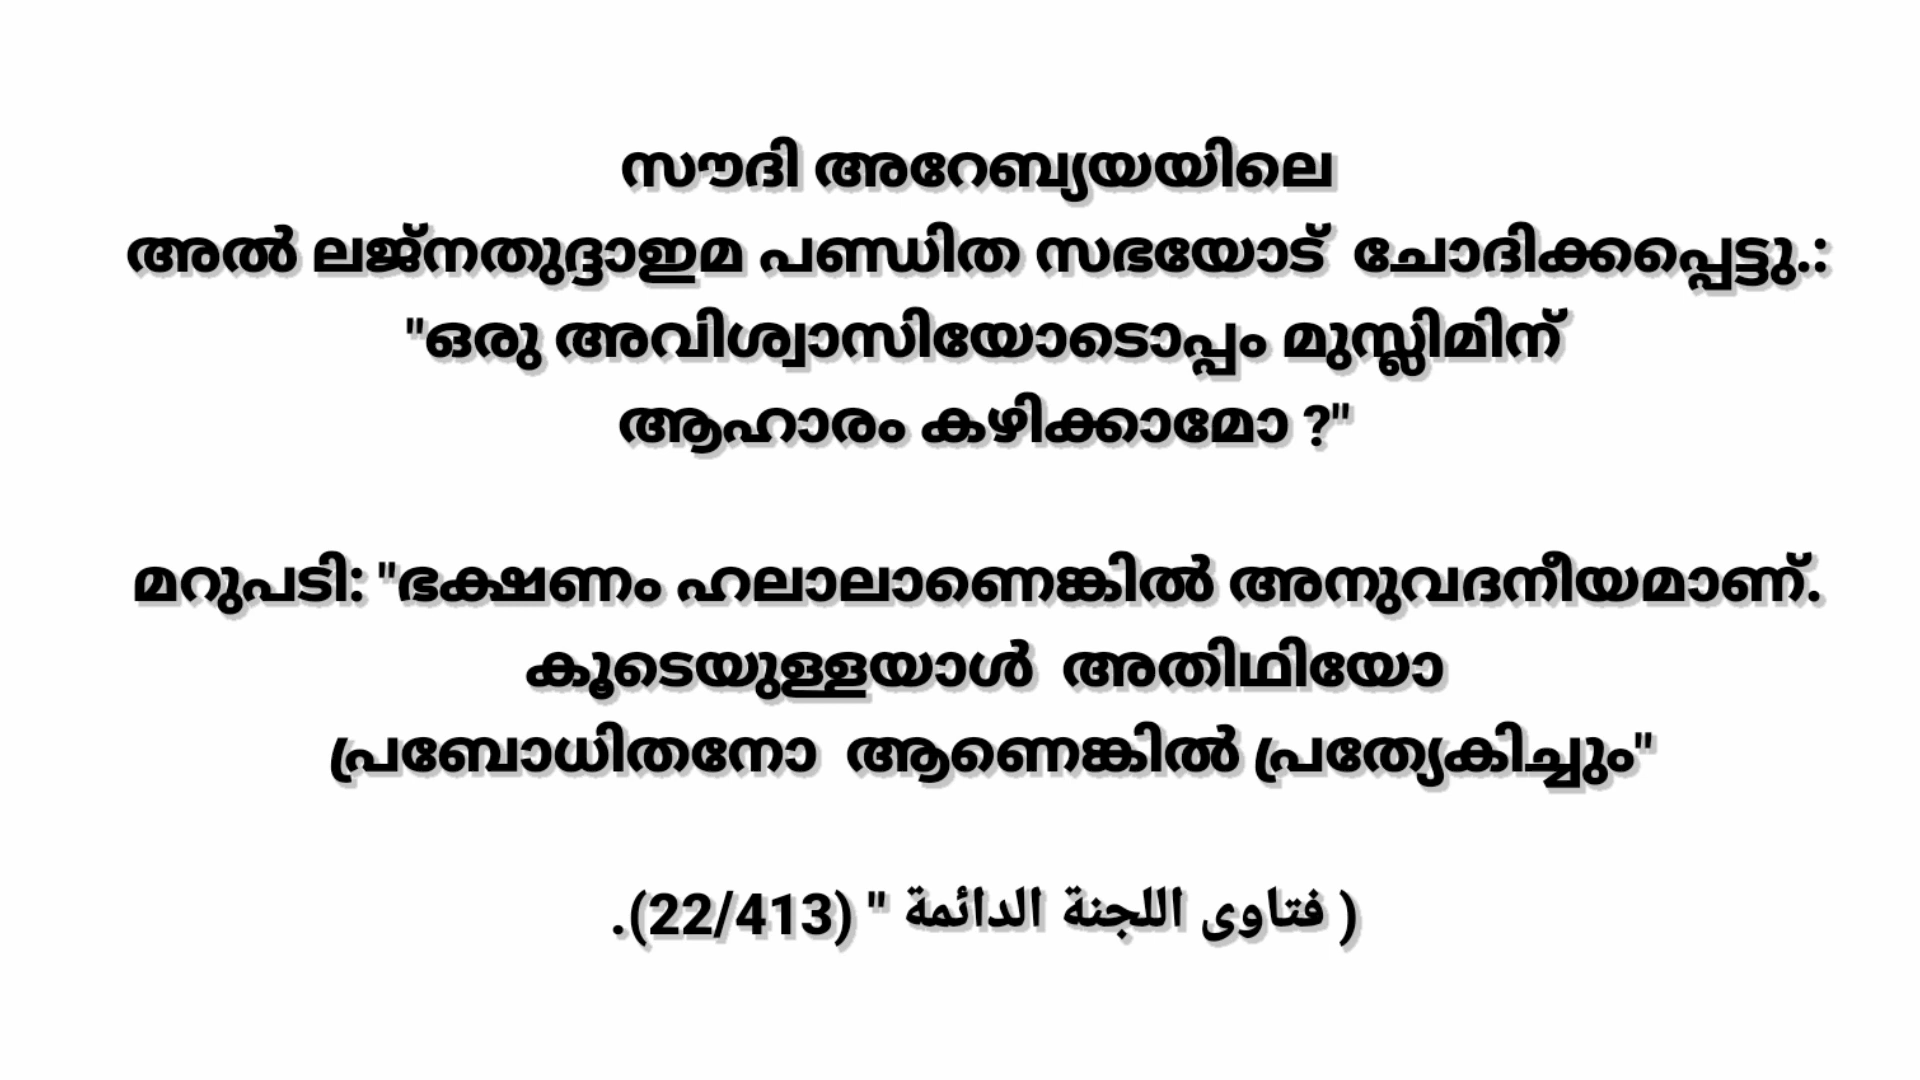 സൗദി അറേബ്യയയിലെ
അൽ ലജ്നതുദ്ദാഇമ പണ്ഡിത സഭയോട് ചോദിക്കപ്പെട്ടു.:
"ഒരു അവിശ്വാസിയോടൊപ്പം മുസ്ലിമിന്
ആഹാരം കഴിക്കാമോ ?"
മറുപടി: "ഭക്ഷണം ഹലാലാണെങ്കിൽ അനുവദനീയമാണ്.
കൂടെയുള്ളയാൾ അതിഥിയോ
പ്രബോധിതനോ ആണെങ്കിൽ പ്രത്യേകിച്ചും"
( فتاوى اللجنة الدائمة " (22/413).